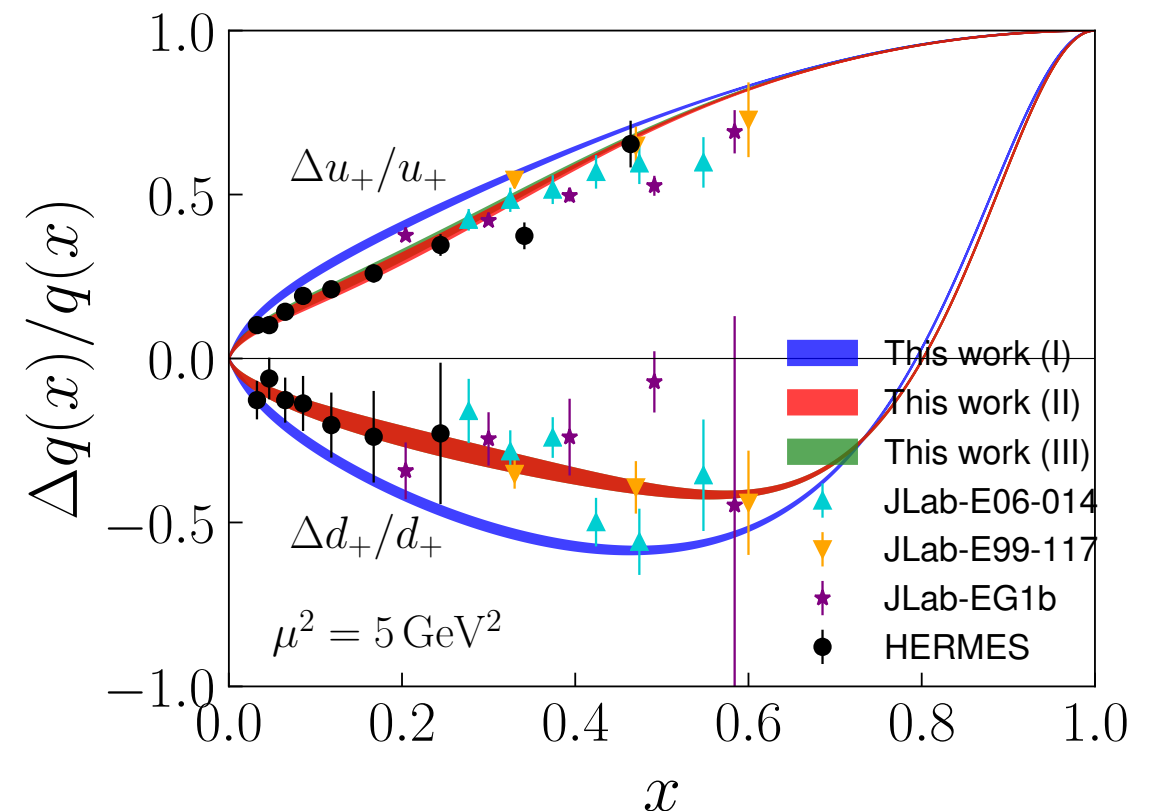 Δq(x)/q(x)
1.0
0.5
0.0
−0.5
−1.0
Δu₊/u₊
Δd₊/d₊
μ² = 5 GeV²
This work (I)
This work (II)
This work (III)
JLab-E06-014
JLab-E99-117
JLab-EG1b
HERMES
0.0 0.2 0.4 0.6 0.8 1.0
x